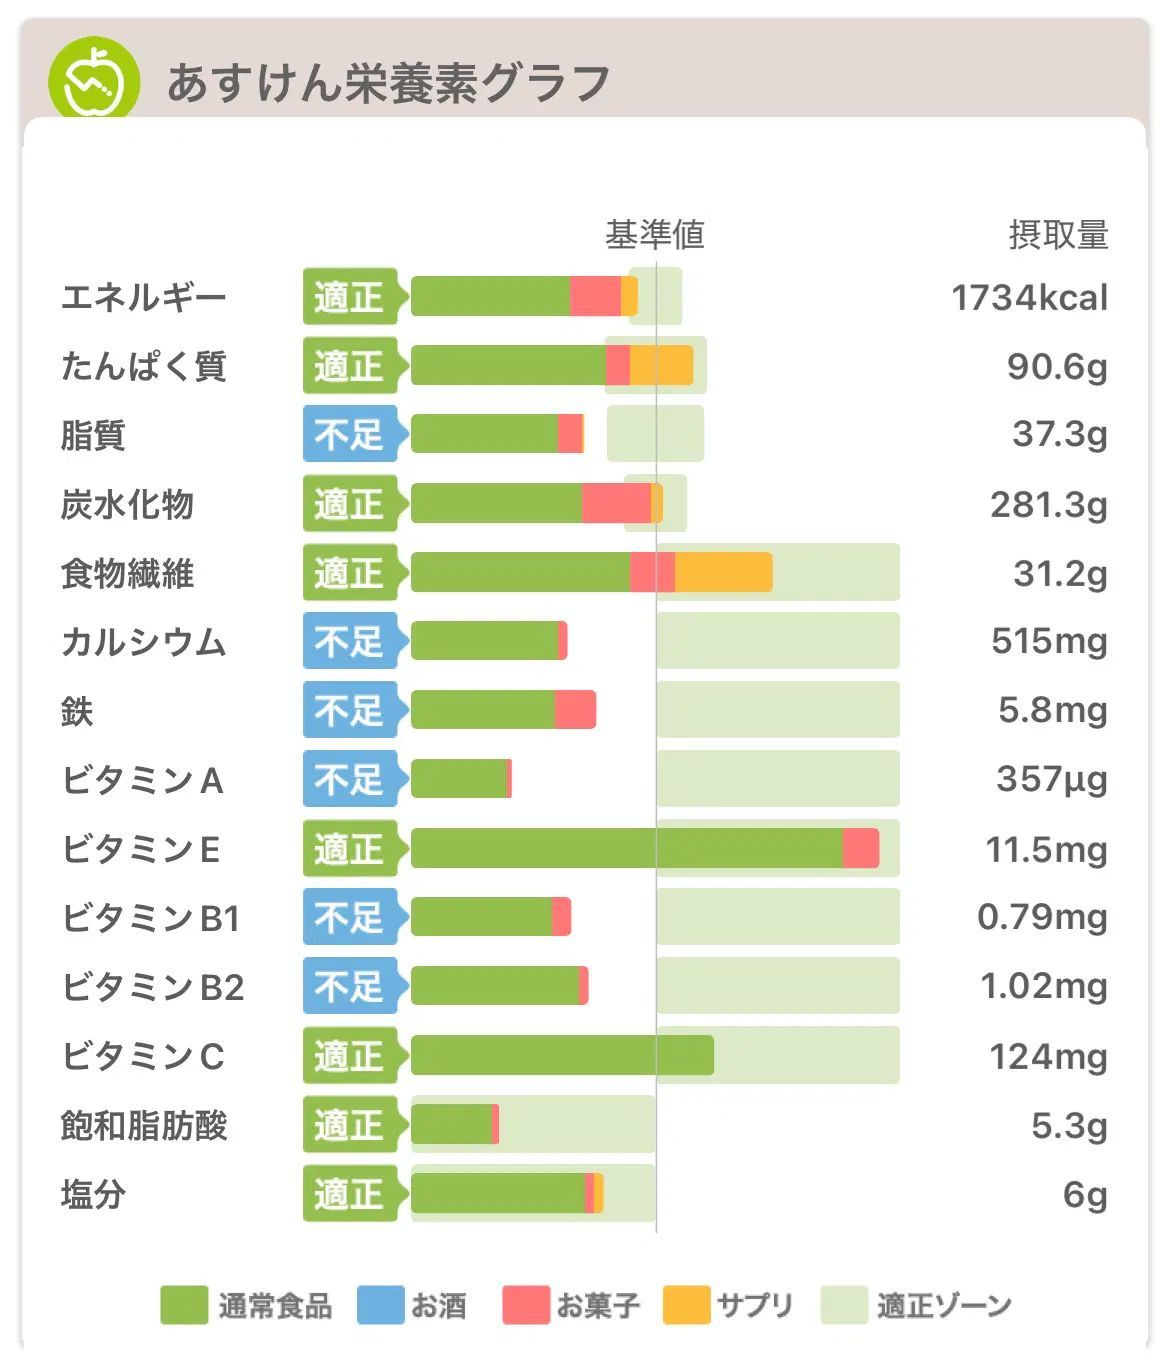 あすけん栄養素グラフ
基準値 摂取量
エネルギー 適正 1734kcal
たんぱく質 適正 90.6g
脂質 不足 37.3g
炭水化物 適正 281.3g
食物繊維 適正 31.2g
カルシウム 不足 515mg
鉄 不足 5.8mg
ビタミンA 不足 357μg
ビタミンE 適正 11.5mg
ビタミンB1 不足 0.79mg
ビタミンB2 不足 1.02mg
ビタミンC 適正 124mg
飽和脂肪酸 適正 5.3g
塩分 適正 6g
通常食品 お酒 お菓子 サプリ 適正ゾーン